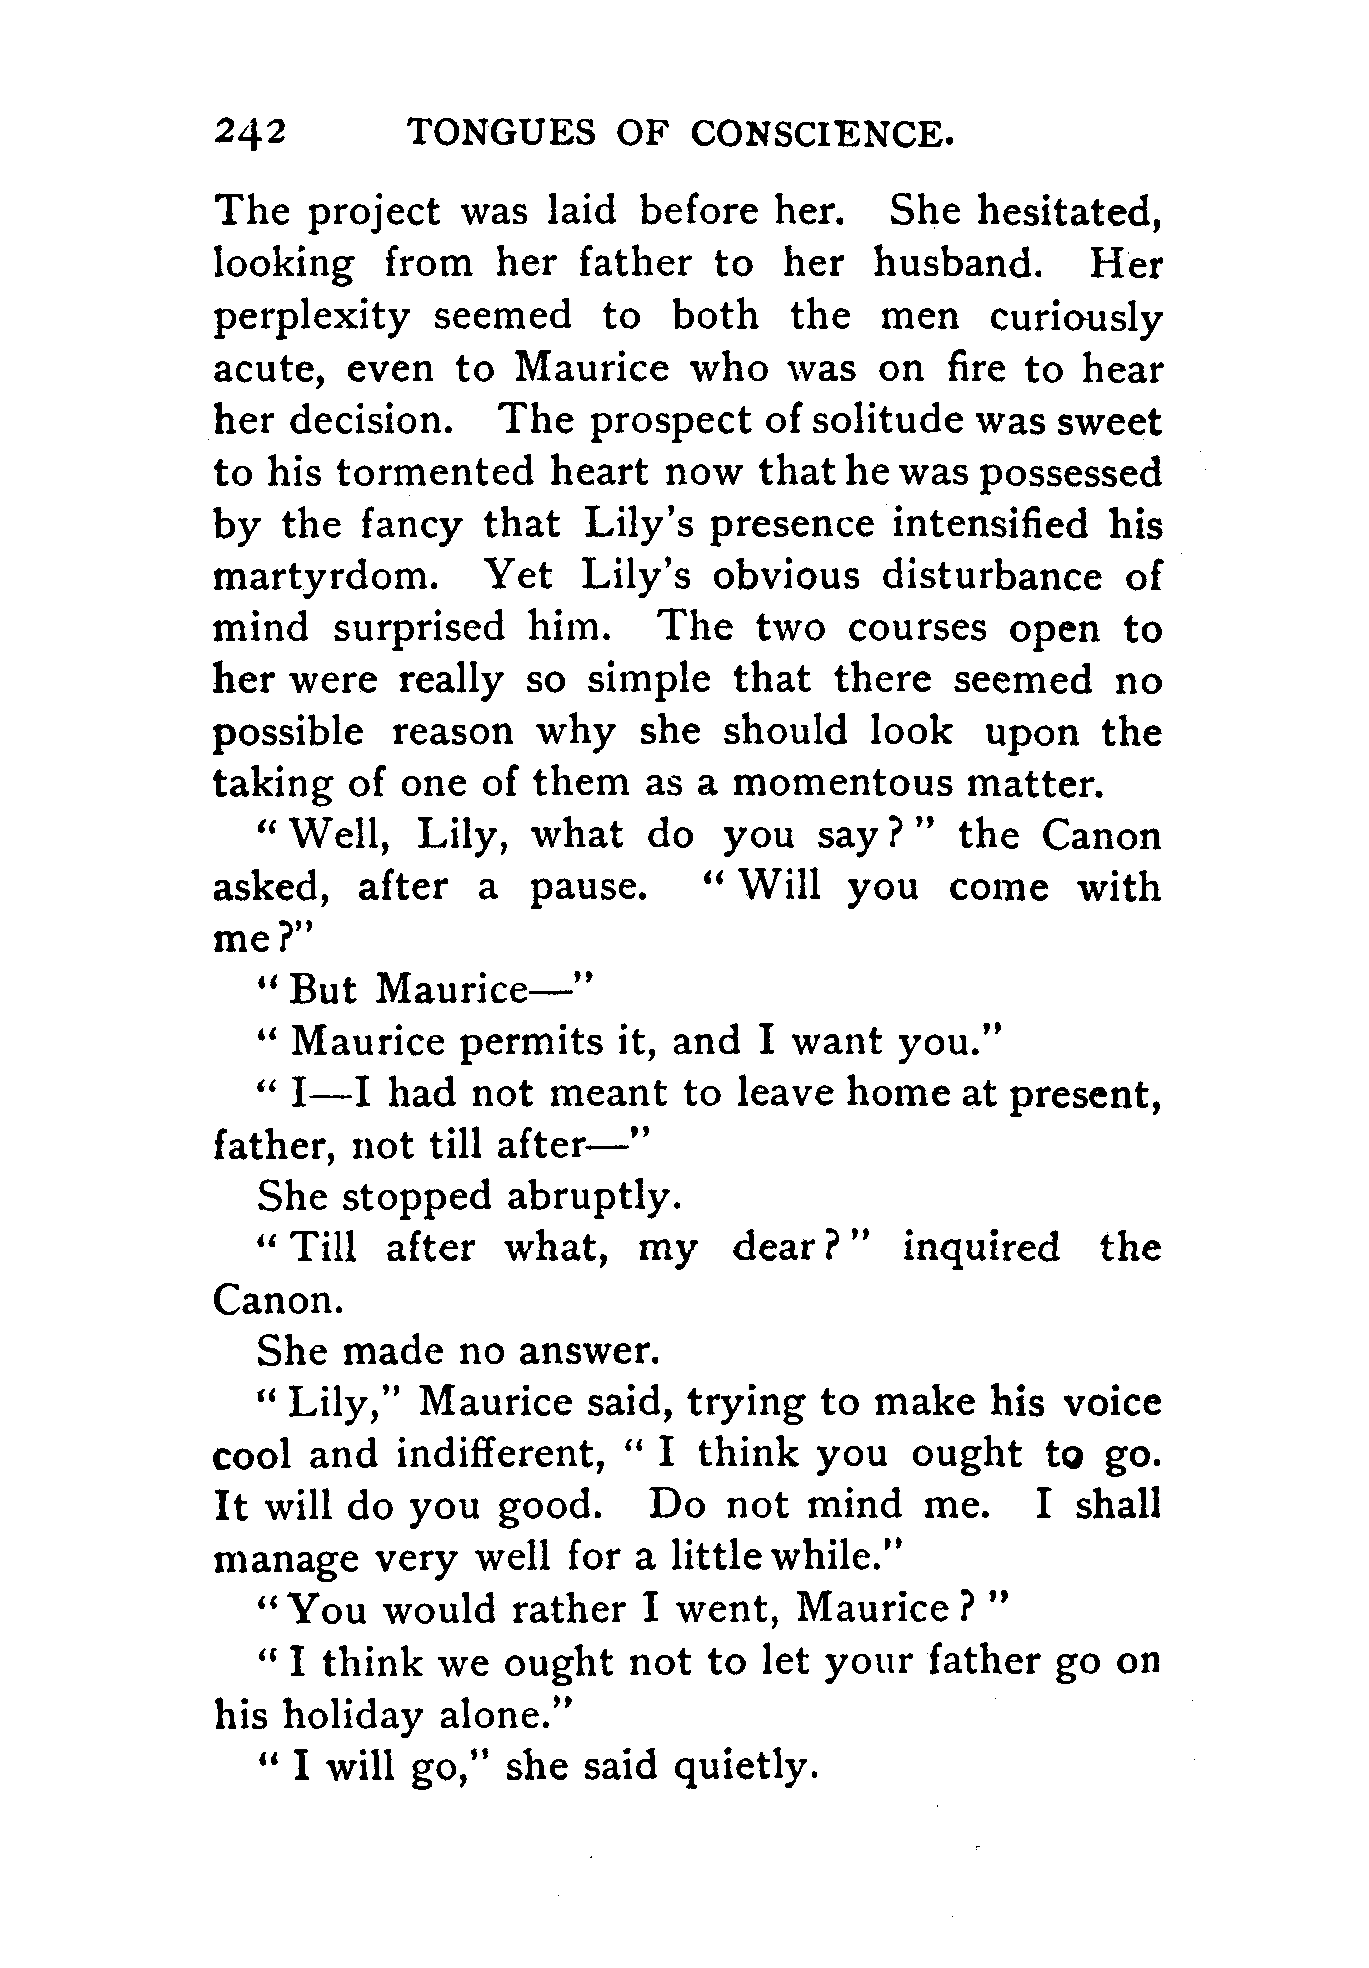 242 TONGUES OF CONSCIENCE.
The project was laid before her. She hesitated,
looking from her father to her husband. Her
perplexity seemed to both the men curiously
acute, even to Maurice who was on fire to hear
her decision. The prospect of solitude was sweet
to his tormented heart now that he was possessed
by the fancy that Lily's presence intensified his
martyrdom. Yet Lily's obvious disturbance of
mind surprised him. The two courses open to
her were really so simple that there seemed no
possible reason why she should look upon the
taking of one of them as a momentous matter.
“ Well, Lily, what do you say? ” the Canon
asked, after a pause. “ Will you come with
me?”
“ But Maurice—”
“ Maurice permits it, and I want you.”
“ I—I had not meant to leave home at present,
father, not till after—”
She stopped abruptly.
“ Till after what, my dear? ” inquired the
Canon.
She made no answer.
“ Lily,” Maurice said, trying to make his voice
cool and indifferent, “ I think you ought to go.
It will do you good. Do not mind me. I shall
manage very well for a little while.”
“ You would rather I went, Maurice? ”
“ I think we ought not to let your father go on
his holiday alone.”
“ I will go,” she said quietly.